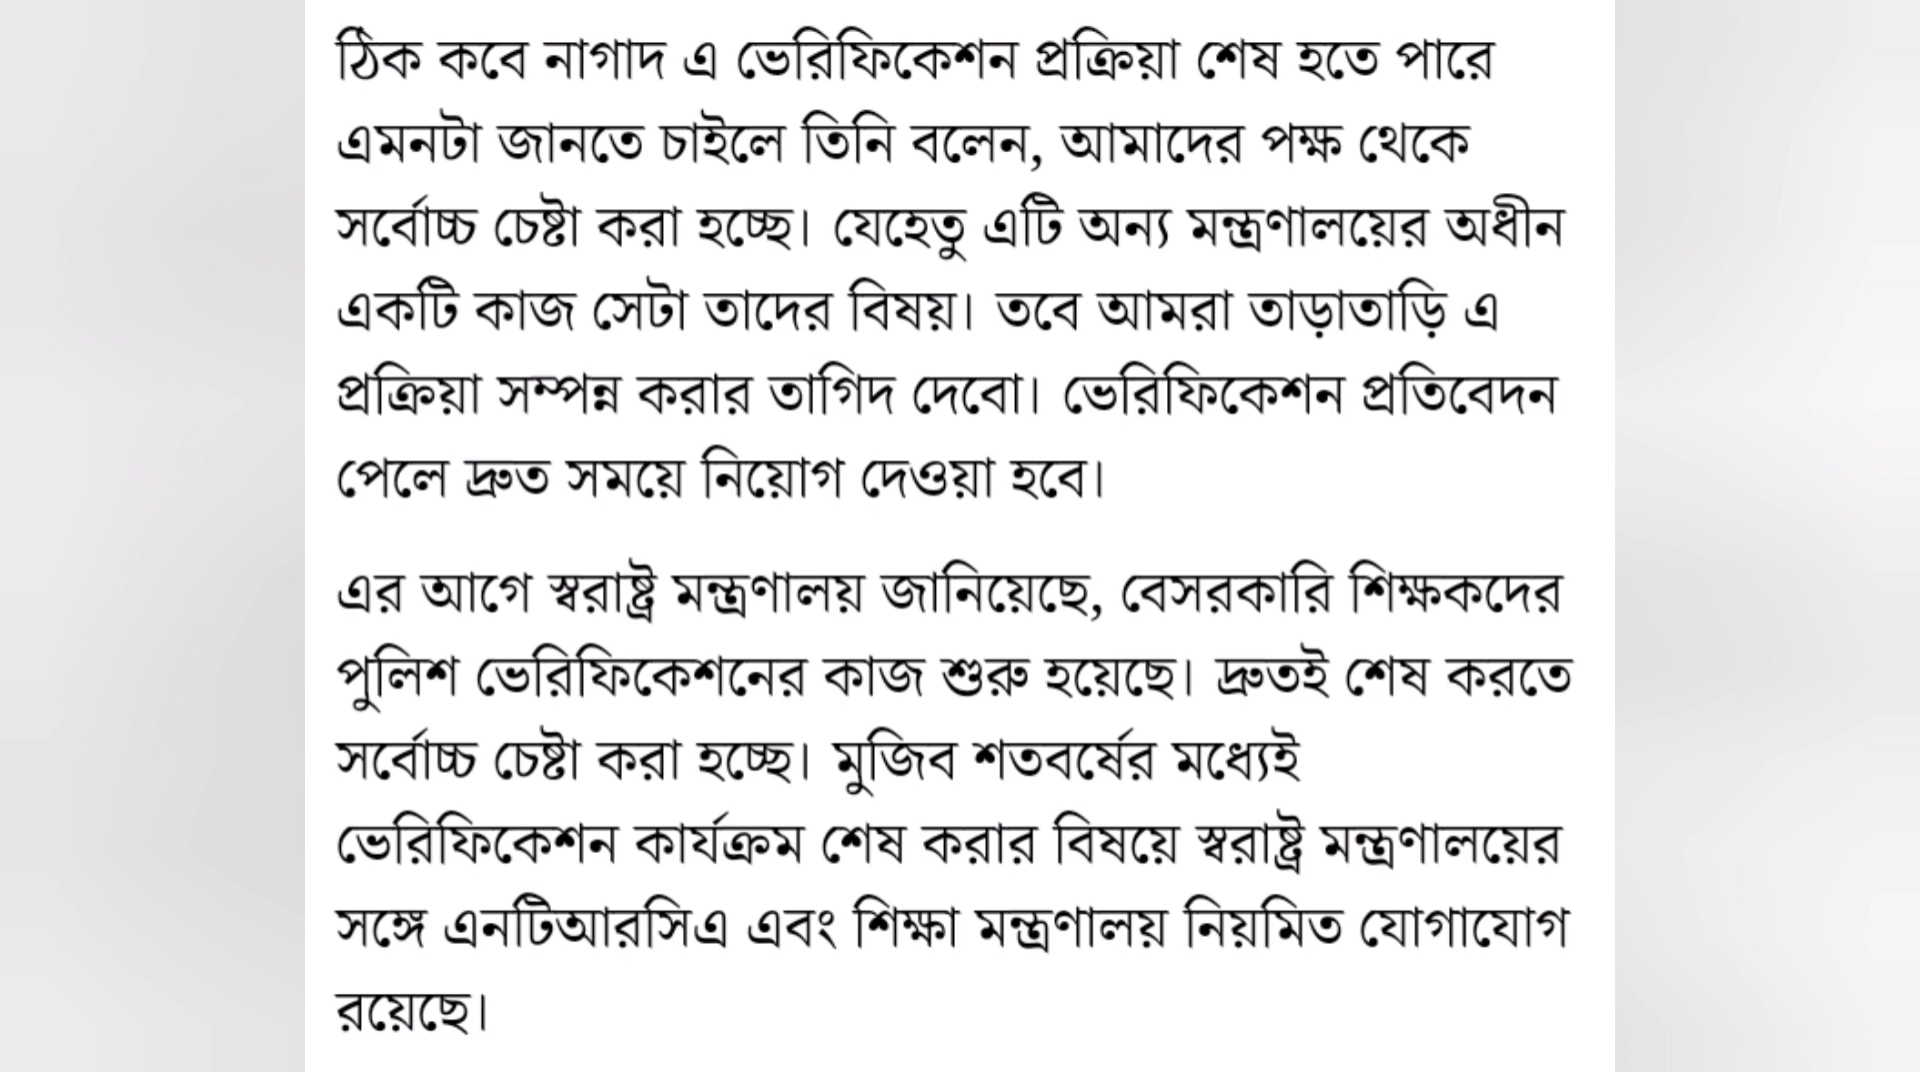 ঠিক কবে নাগাদ এ ভেরিফিকেশন প্রক্রিয়া শেষ হতে পারে
এমনটা জানতে চাইলে তিনি বলেন, আমাদের পক্ষ থেকে
সর্বোচ্চ চেষ্টা করা হচ্ছে। যেহেতু এটি অন্য মন্ত্রণালয়ের অধীন
একটি কাজ সেটা তাদের বিষয়। তবে আমরা তাড়াতাড়ি এ
প্রক্রিয়া সম্পন্ন করার তাগিদ দেবো। ভেরিফিকেশন প্রতিবেদন
পেলে দ্রুত সময়ে নিয়োগ দেওয়া হবে।
এর আগে স্বরাষ্ট্র মন্ত্রণালয় জানিয়েছে, বেসরকারি শিক্ষকদের
পুলিশ ভেরিফিকেশনের কাজ শুরু হয়েছে। দ্রুতই শেষ করতে
সর্বোচ্চ চেষ্টা করা হচ্ছে। মুজিব শতবর্ষের মধ্যেই
ভেরিফিকেশন কার্যক্রম শেষ করার বিষয়ে স্বরাষ্ট্র মন্ত্রণালয়ের
সঙ্গে এনটিআরসিএ এবং শিক্ষা মন্ত্রণালয় নিয়মিত যোগাযোগ
রয়েছে।